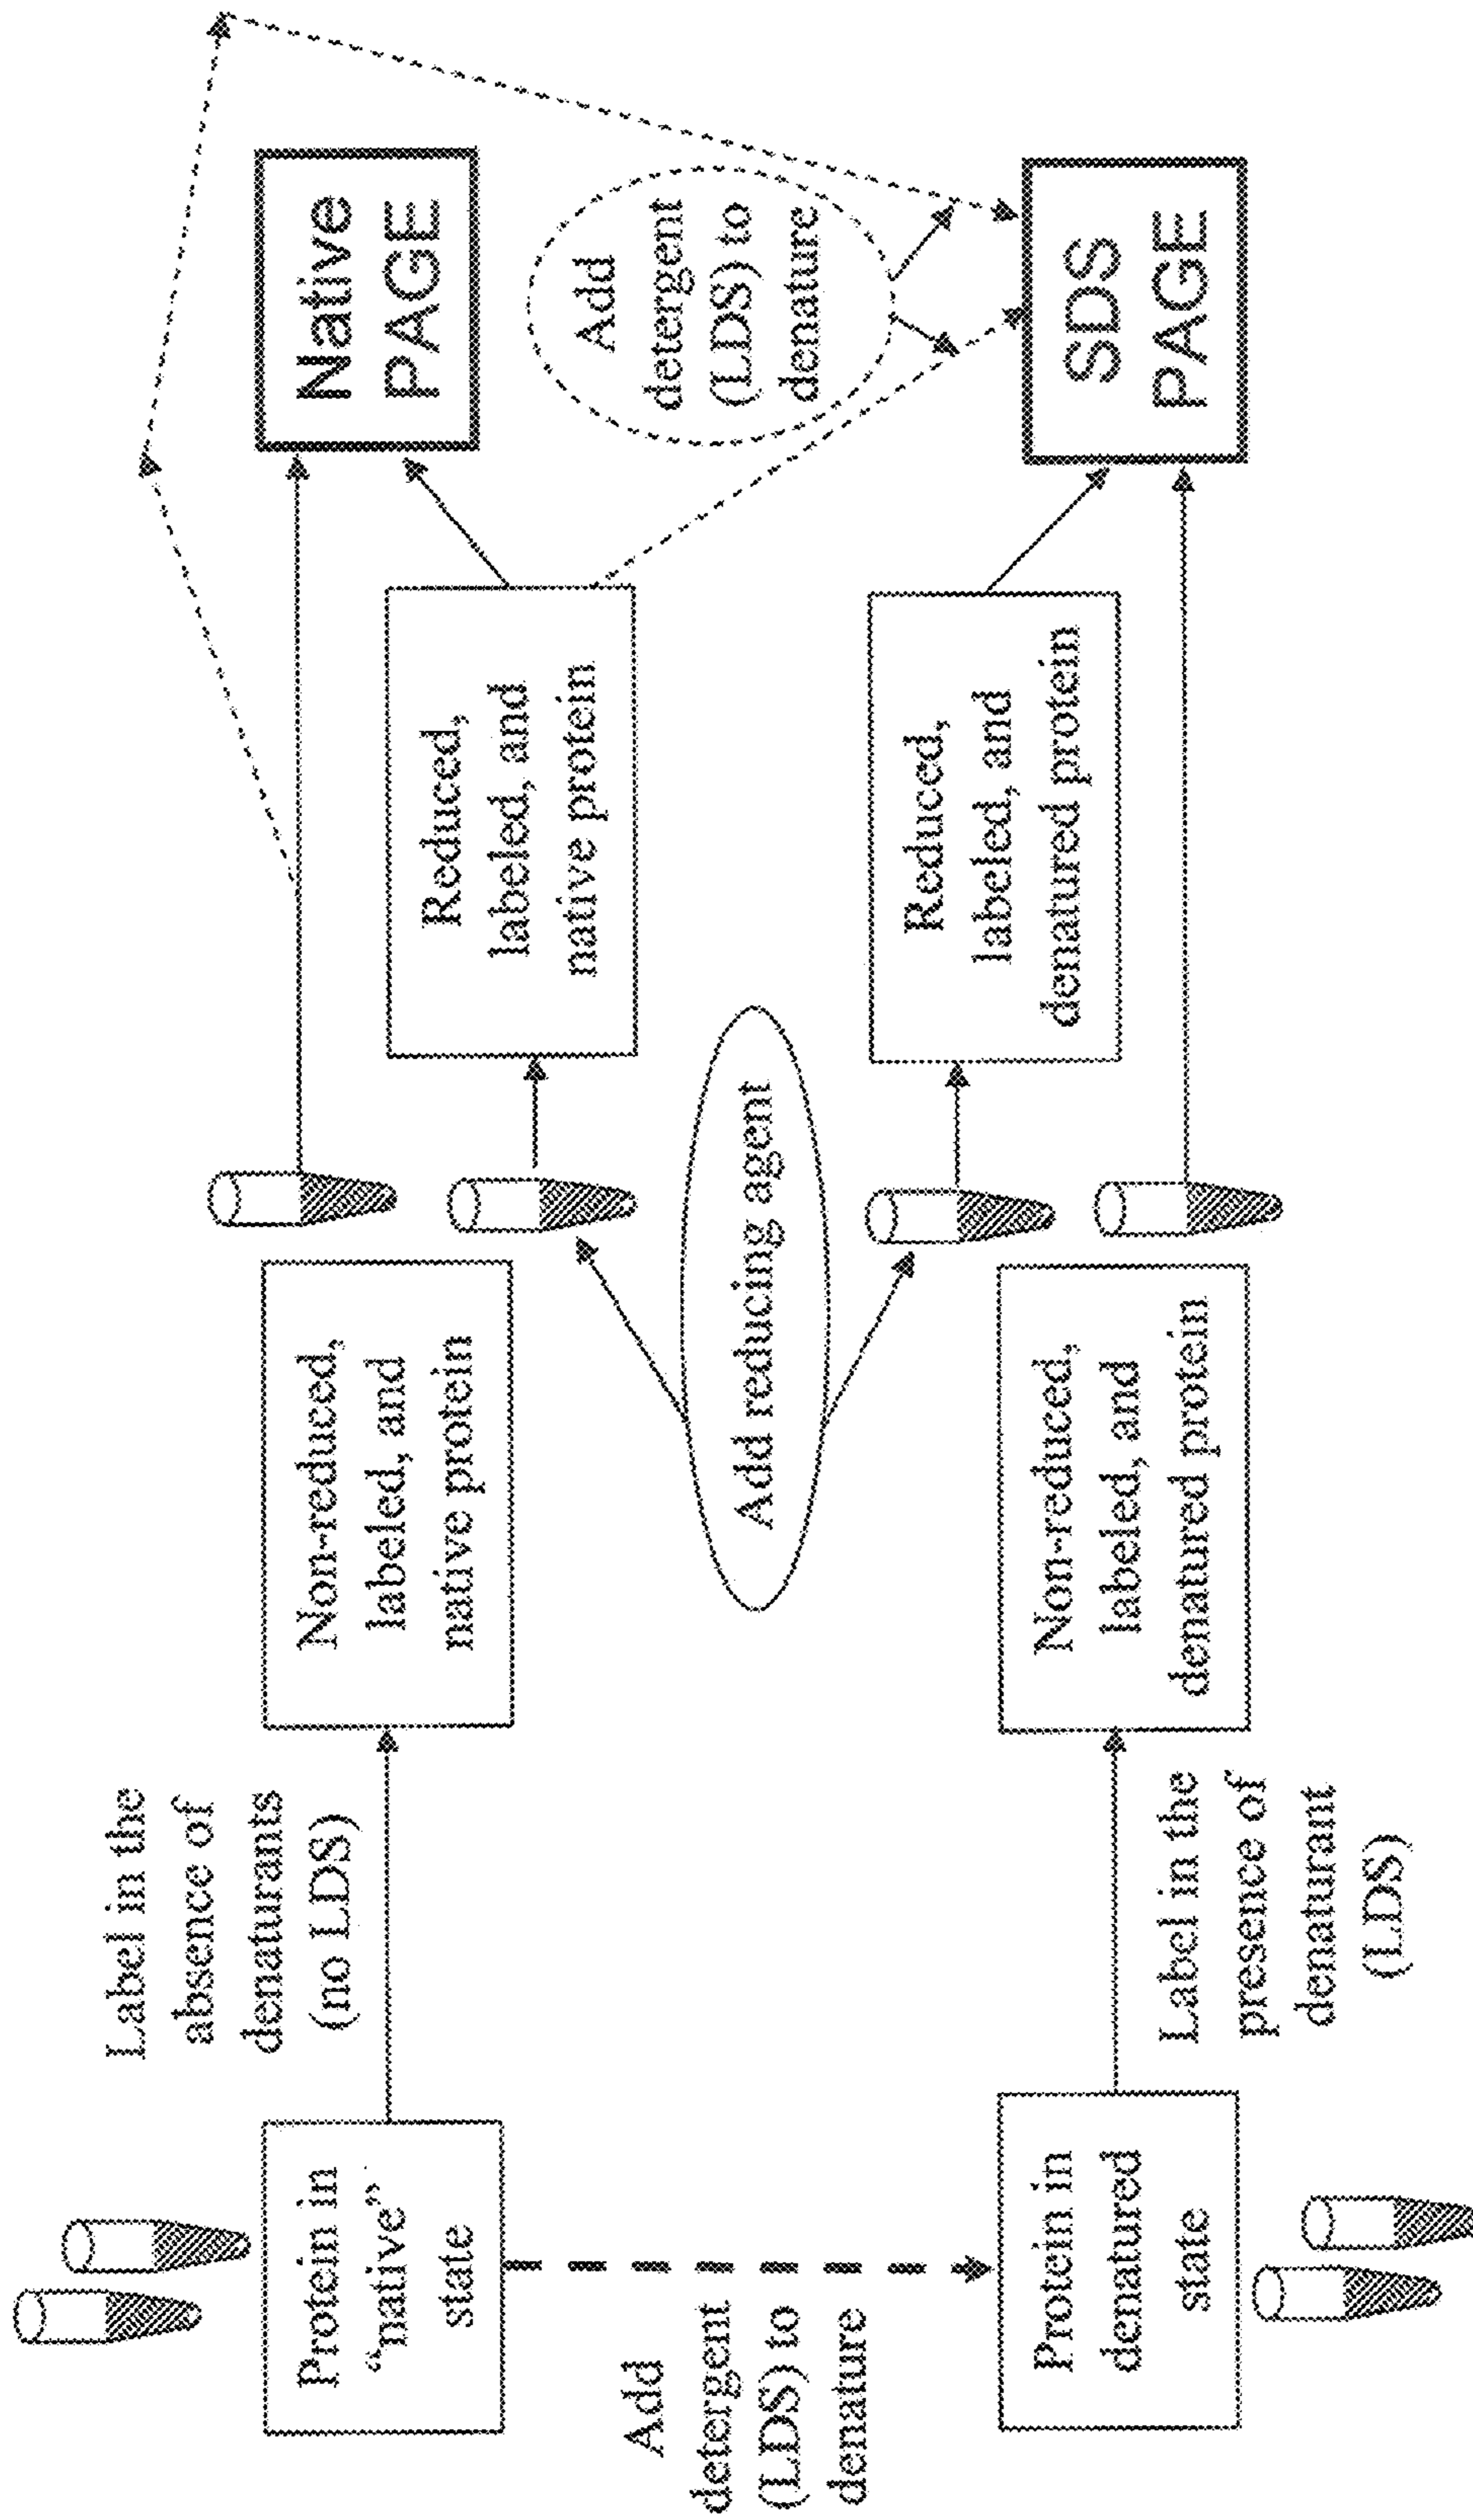 Protein in
“native”
state
Label in the
absence of
denaturants
(no LDS)
Non-reduced,
labeled, and
native protein
Reduced,
labeled, and
native protein
Native
PAGE
Add
detergent
(LDS) to
denature
Add reducing agent
Add
detergent
(LDS) to
denature
Protein in
denatured
state
Label in the
presence of
denaturant
(LDS)
Non-reduced,
labeled, and
denatured protein
Reduced,
labeled, and
denatured protein
SDS
PAGE